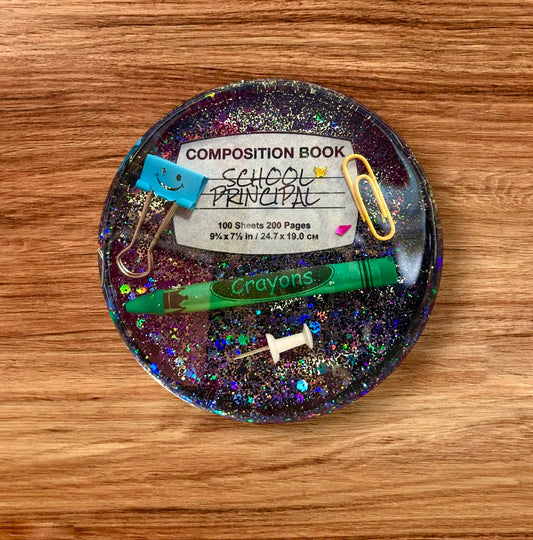 COMPOSITION BOOK
SCHOOL
PRINCIPAL
100 Sheets 200 Pages
9¾ x 7½ in / 24.7 x 19.0 CM
Crayons